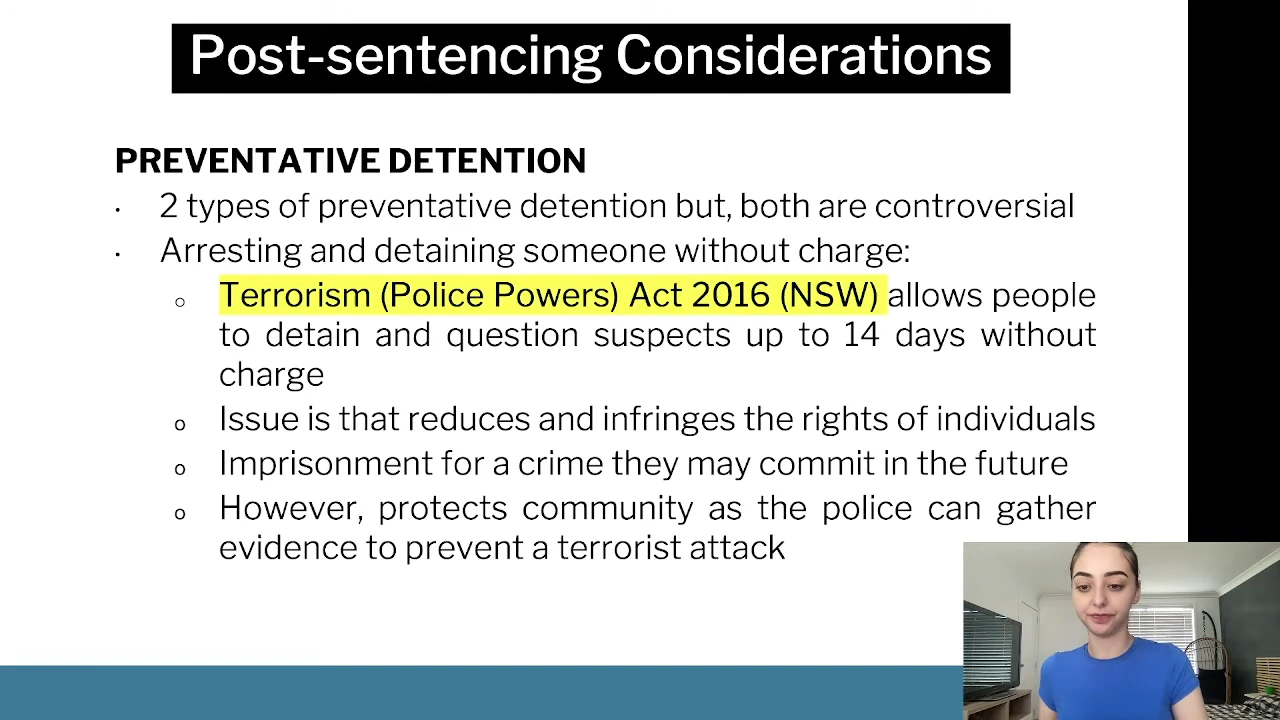 Post-sentencing Considerations
PREVENTATIVE DETENTION
· 2 types of preventative detention but, both are controversial
· Arresting and detaining someone without charge:
o Terrorism (Police Powers) Act 2016 (NSW) allows people
to detain and question suspects up to 14 days without
charge
o Issue is that reduces and infringes the rights of individuals
o Imprisonment for a crime they may commit in the future
o However, protects community as the police can gather
evidence to prevent a terrorist attack